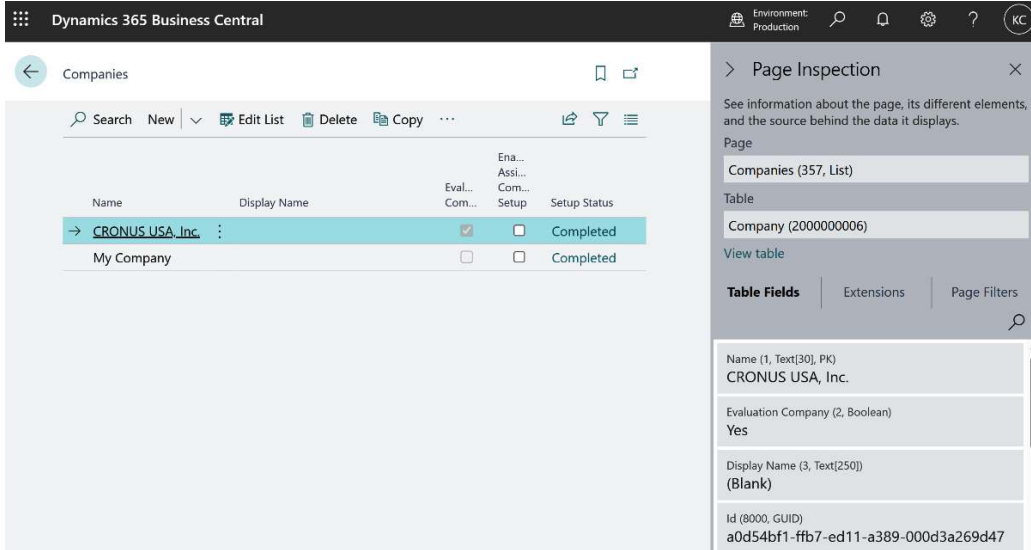 Dynamics 365 Business Central
Environment:
Production
?
KC
Companies
Search New Edit List Delete Copy ...
Name Display Name Eval... Com... Ena... Assi... Com... Setup Setup Status
CRONUS USA, Inc. Completed
My Company Completed
Page Inspection
See information about the page, its different elements,
and the source behind the data it displays.
Page
Companies (357, List)
Table
Company (2000000006)
View table
Table Fields Extensions Page Filters
Name (1, Text[30], PK)
CRONUS USA, Inc.
Evaluation Company (2, Boolean)
Yes
Display Name (3, Text[250])
(Blank)
Id (8000, GUID)
a0d54bf1-ffb7-ed11-a389-000d3a269d47